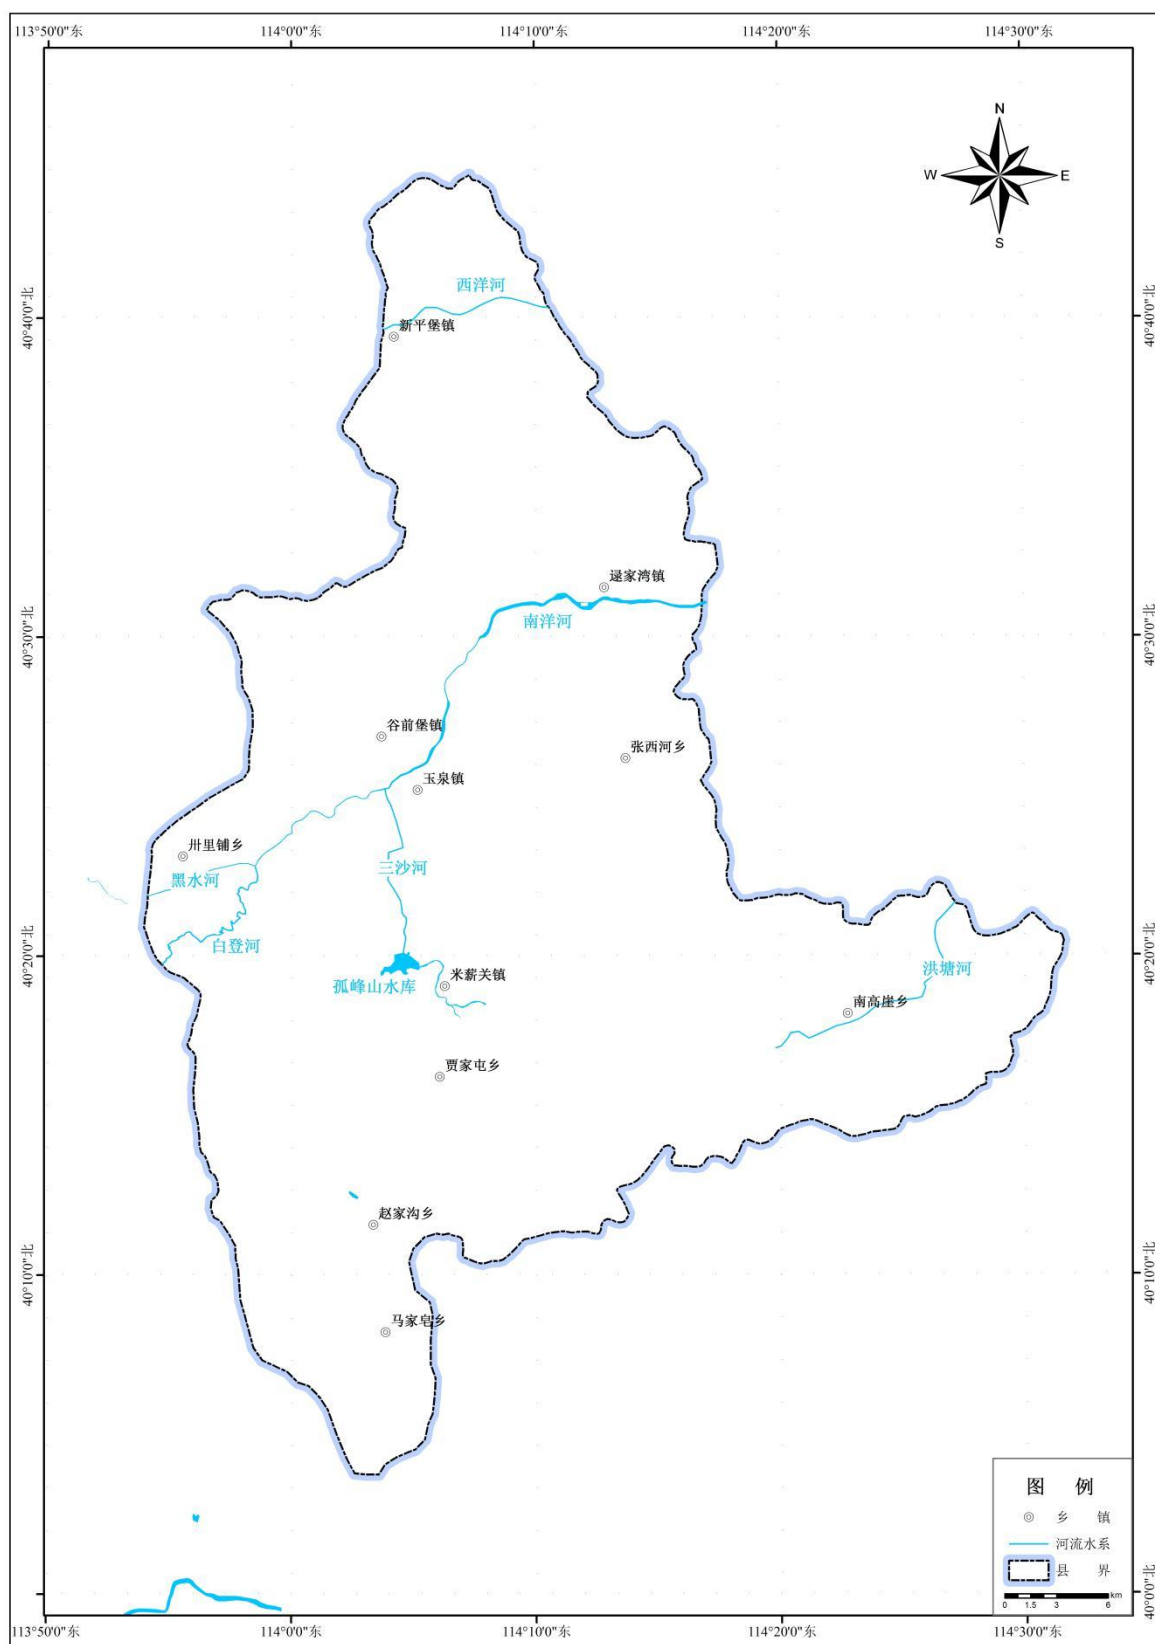 113°50'0"东 114°0'0"东 114°10'0"东 114°20'0"东 114°30'0"东
N
W E
S
西洋河
40°40'0"北 40°40'0"北
新平堡镇
逯家湾镇
南洋河
40°30'0"北 40°30'0"北
谷前堡镇
张西河乡
玉泉镇
卅里铺乡
三沙河
黑水河
白登河
40°20'0"北 40°20'0"北
洪塘河
米薪关镇
孤峰山水库
南高崖乡
贾家屯乡
赵家沟乡
40°10'0"北 40°10'0"北
马家皂乡
图 例
乡 镇
河流水系
县 界
40°0'0"北
km
0 1.5 3 6
113°50'0"东 114°0'0"东 114°10'0"东 114°20'0"东 114°30'0"东